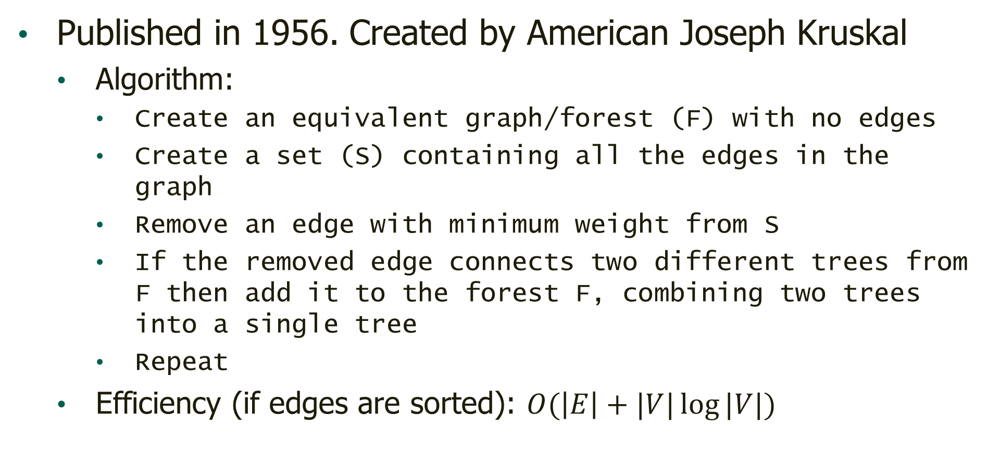 • Published in 1956. Created by American Joseph Kruskal
• Algorithm:
• Create an equivalent graph/forest (F) with no edges
• Create a set (S) containing all the edges in the
graph
• Remove an edge with minimum weight from S
• If the removed edge connects two different trees from
F then add it to the forest F, combining two trees
into a single tree
• Repeat
• Efficiency (if edges are sorted): O(|E| + |V| log |V|)